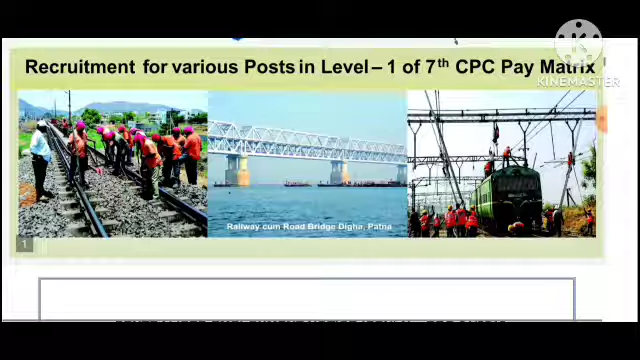 KINEMASTER
Recruitment for various Posts in Level – 1 of 7th CPC Pay Matrix
Railway cum Road Bridge Digha, Patna
1